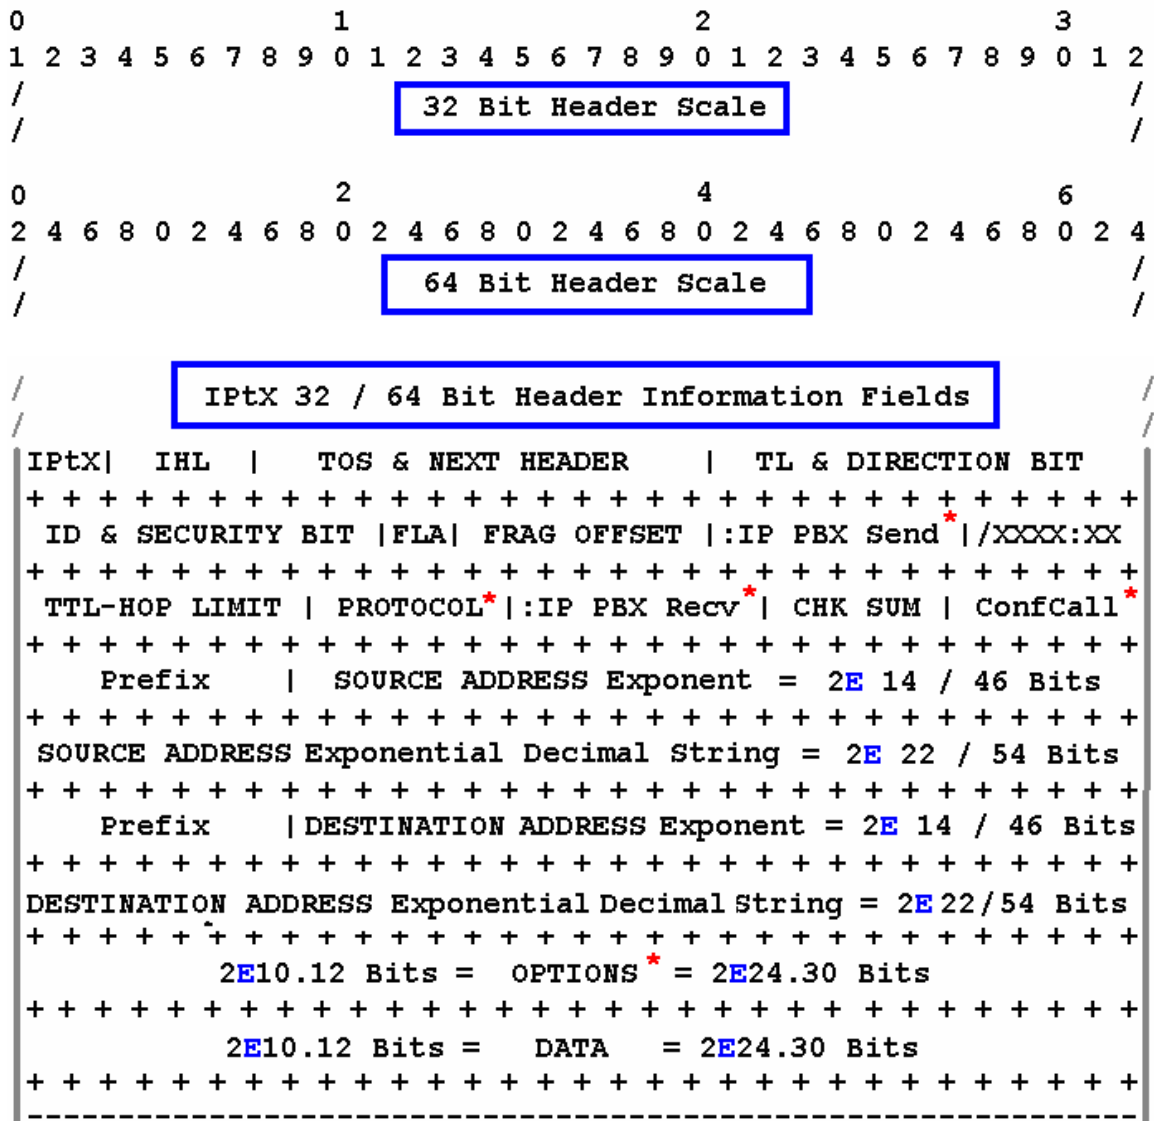 0 1 2 3
1 2 3 4 5 6 7 8 9 0 1 2 3 4 5 6 7 8 9 0 1 2 3 4 5 6 7 8 9 0 1 2
/ /
32 Bit Header Scale
/ /
0 2 4 6
2 4 6 8 0 2 4 6 8 0 2 4 6 8 0 2 4 6 8 0 2 4 6 8 0 2 4 6 8 0 2 4
/ /
64 Bit Header Scale
/ /
/ /
IPtX 32 / 64 Bit Header Information Fields
/ /
IPtX| IHL | TOS & NEXT HEADER | TL & DIRECTION BIT
+ + + + + + + + + + + + + + + + + + + + + + + + + + + + + + +
ID & SECURITY BIT |FLA| FRAG OFFSET |:IP PBX Send*|/XXXX:XX
+ + + + + + + + + + + + + + + + + + + + + + + + + + + + + + +
TTL-HOP LIMIT | PROTOCOL*|:IP PBX Recv*| CHK SUM | ConfCall*
+ + + + + + + + + + + + + + + + + + + + + + + + + + + + + + +
Prefix | SOURCE ADDRESS Exponent = 2E 14 / 46 Bits
+ + + + + + + + + + + + + + + + + + + + + + + + + + + + + + +
SOURCE ADDRESS Exponential Decimal String = 2E 22 / 54 Bits
+ + + + + + + + + + + + + + + + + + + + + + + + + + + + + + +
Prefix | DESTINATION ADDRESS Exponent = 2E 14 / 46 Bits
+ + + + + + + + + + + + + + + + + + + + + + + + + + + + + + +
DESTINATION ADDRESS Exponential Decimal String = 2E 22/54 Bits
+ + + + + + + + + + + + + + + + + + + + + + + + + + + + + + +
2E10.12 Bits = OPTIONS* = 2E24.30 Bits
+ + + + + + + + + + + + + + + + + + + + + + + + + + + + + + +
2E10.12 Bits = DATA = 2E24.30 Bits
+ + + + + + + + + + + + + + + + + + + + + + + + + + + + + + +
---------------------------------------------------------------